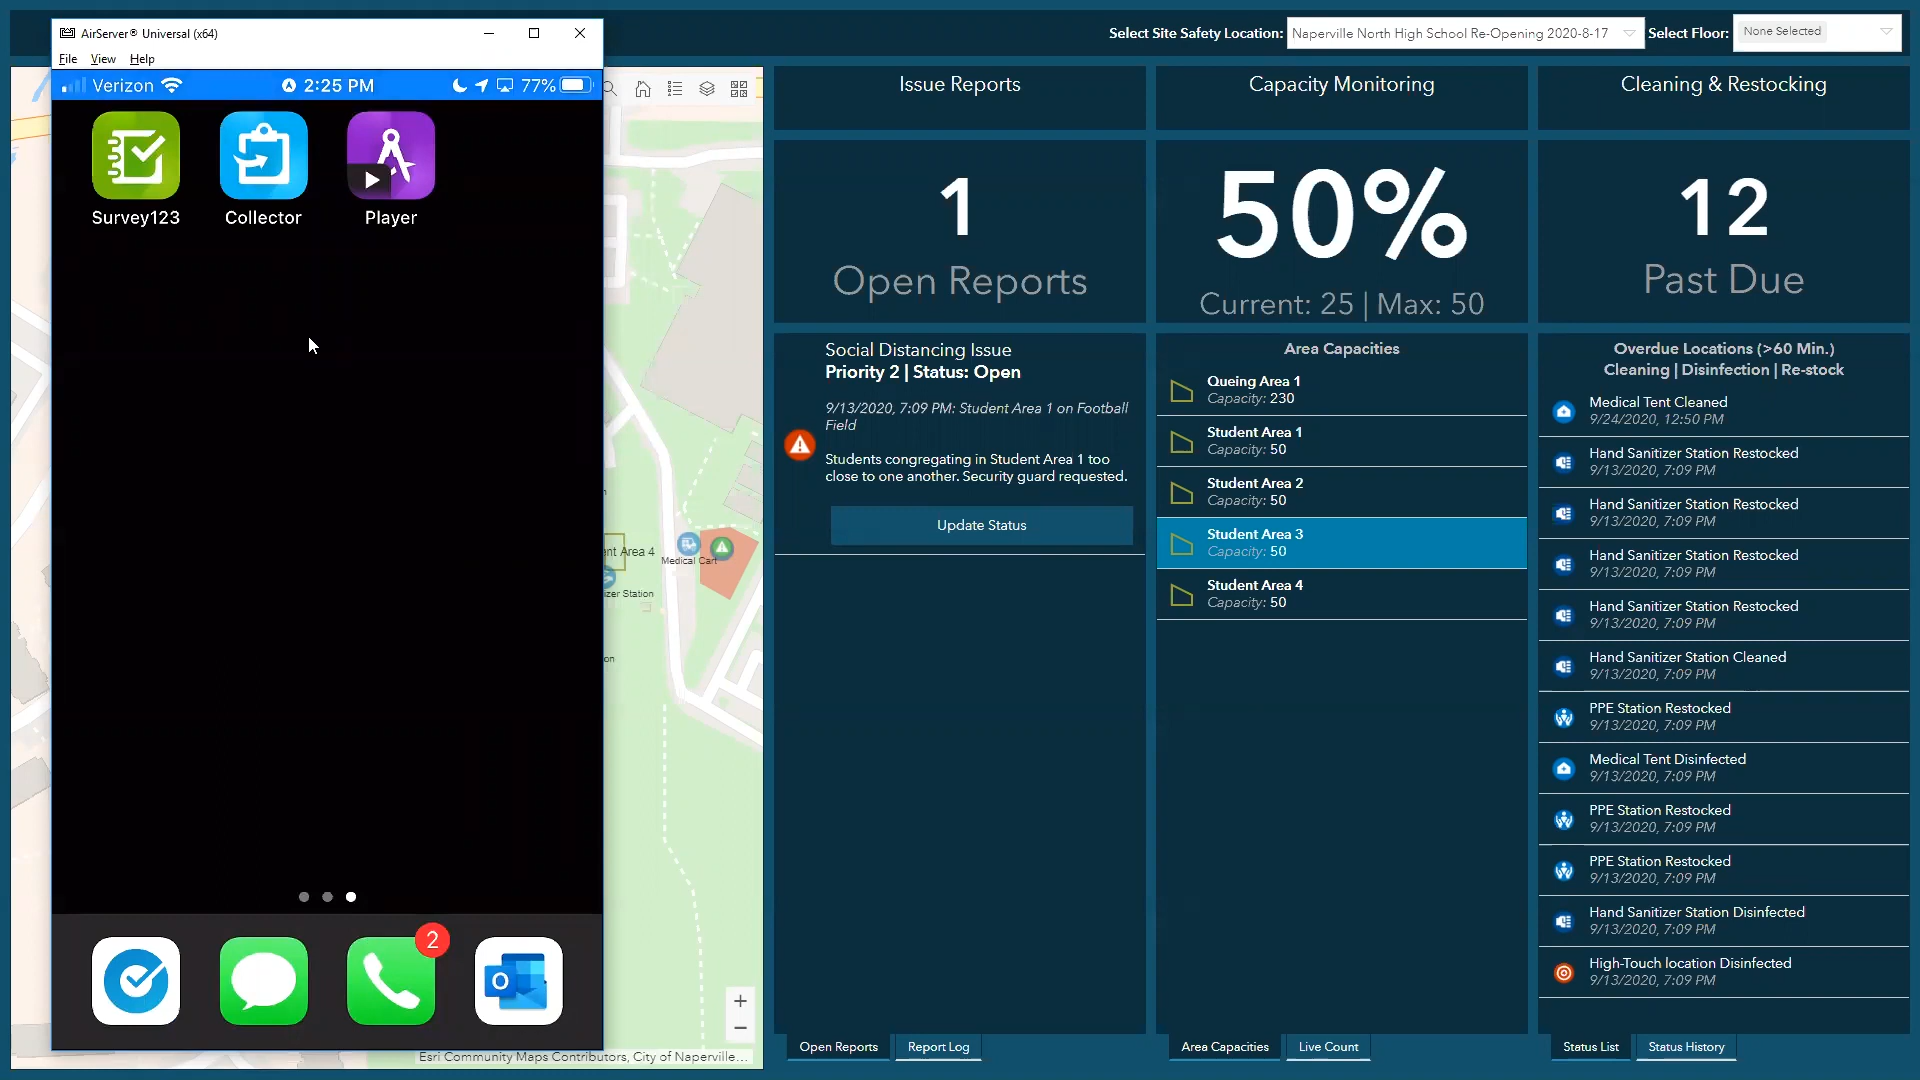 AirServer® Universal (x64)
File View Help
Verizon 2:25 PM 77%
Survey123 Collector Player
2
Select Site Safety Location: Naperville North High School Re-Opening 2020-8-17 Select Floor: None Selected
Student Area 4
Medical Cart
Station
Esri Community Maps Contributors, City of Naperville...
Issue Reports
1
Open Reports
Social Distancing Issue
Priority 2 | Status: Open
9/13/2020, 7:09 PM: Student Area 1 on Football
Field
Students congregating in Student Area 1 too
close to one another. Security guard requested.
Update Status
Open Reports Report Log
Capacity Monitoring
50%
Current: 25 | Max: 50
Area Capacities
Queing Area 1
Capacity: 230
Student Area 1
Capacity: 50
Student Area 2
Capacity: 50
Student Area 3
Capacity: 50
Student Area 4
Capacity: 50
Area Capacities Live Count
Cleaning & Restocking
12
Past Due
Overdue Locations (>60 Min.)
Cleaning | Disinfection | Re-stock
Medical Tent Cleaned
9/24/2020, 12:50 PM
Hand Sanitizer Station Restocked
9/13/2020, 7:09 PM
Hand Sanitizer Station Restocked
9/13/2020, 7:09 PM
Hand Sanitizer Station Restocked
9/13/2020, 7:09 PM
Hand Sanitizer Station Restocked
9/13/2020, 7:09 PM
Hand Sanitizer Station Cleaned
9/13/2020, 7:09 PM
PPE Station Restocked
9/13/2020, 7:09 PM
Medical Tent Disinfected
9/13/2020, 7:09 PM
PPE Station Restocked
9/13/2020, 7:09 PM
PPE Station Restocked
9/13/2020, 7:09 PM
Hand Sanitizer Station Disinfected
9/13/2020, 7:09 PM
High-Touch location Disinfected
9/13/2020, 7:09 PM
Status List Status History